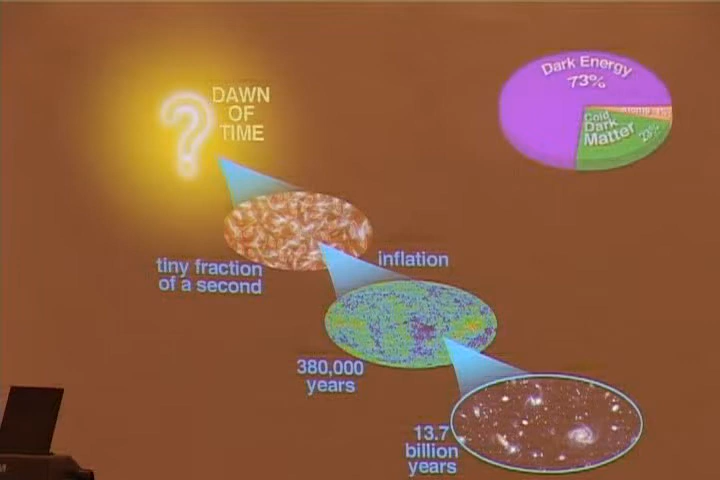 DAWN
OF
TIME
Dark Energy
73%
Cold
Dark
Matter
23%
tiny fraction
of a second
inflation
380,000
years
13.7
billion
years